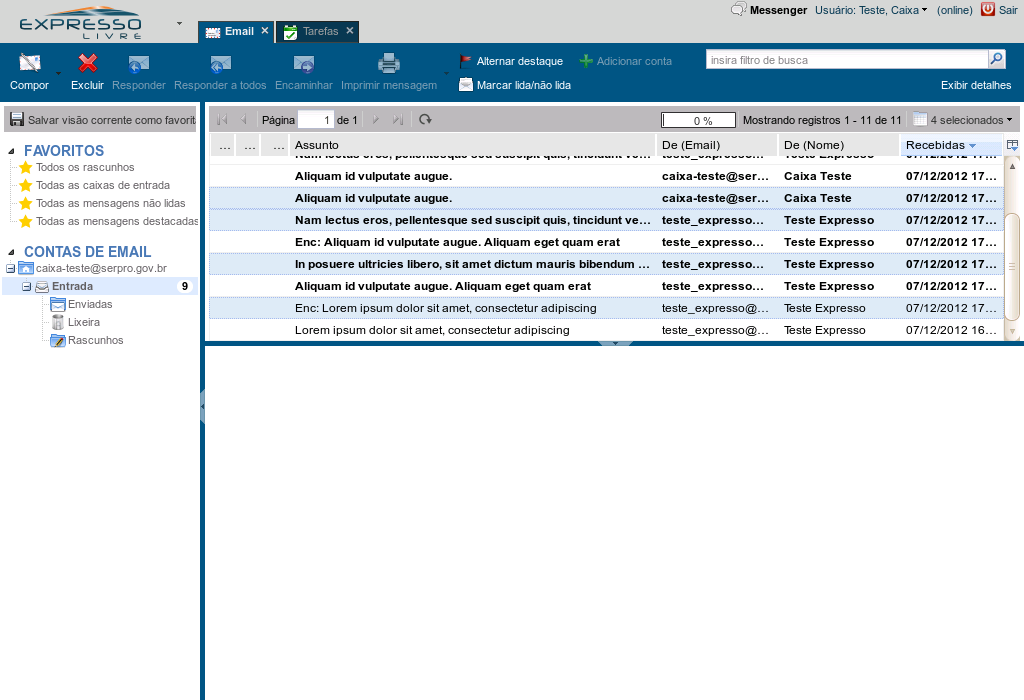 EXPRESSO
LIVRE
Email
Tarefas
Messenger
Usuário: Teste, Caixa
(online)
Sair
Compor
Excluir
Responder
Responder a todos
Encaminhar
Imprimir mensagem
Alternar destaque
Adicionar conta
Marcar lida/não lida
insira filtro de busca
Exibir detalhes
Salvar visão corrente como favorit
FAVORITOS
Todos os rascunhos
Todas as caixas de entrada
Todas as mensagens não lidas
Todas as mensagens destacadas
CONTAS DE EMAIL
caixa-teste@serpro.gov.br
Entrada 9
Enviadas
Lixeira
Rascunhos
Página 1 de 1
0 %
Mostrando registros 1 - 11 de 11
4 selecionados
... ... ... Assunto De (Email) De (Nome) Recebidas
Nam lectus eros, pellentesque sed suscipit quis, tincidunt ve... teste_expresso... Teste Expresso 07/12/2012 17...
Aliquam id vulputate augue. caixa-teste@ser... Caixa Teste 07/12/2012 17...
Aliquam id vulputate augue. caixa-teste@ser... Caixa Teste 07/12/2012 17...
Nam lectus eros, pellentesque sed suscipit quis, tincidunt ve... teste_expresso... Teste Expresso 07/12/2012 17...
Enc: Aliquam id vulputate augue. Aliquam eget quam erat teste_expresso... Teste Expresso 07/12/2012 17...
In posuere ultricies libero, sit amet dictum mauris bibendum ... teste_expresso... Teste Expresso 07/12/2012 17...
Aliquam id vulputate augue. Aliquam eget quam erat teste_expresso... Teste Expresso 07/12/2012 17...
Enc: Lorem ipsum dolor sit amet, consectetur adipiscing teste_expresso@... Teste Expresso 07/12/2012 17...
Lorem ipsum dolor sit amet, consectetur adipiscing teste_expresso@... Teste Expresso 07/12/2012 16...